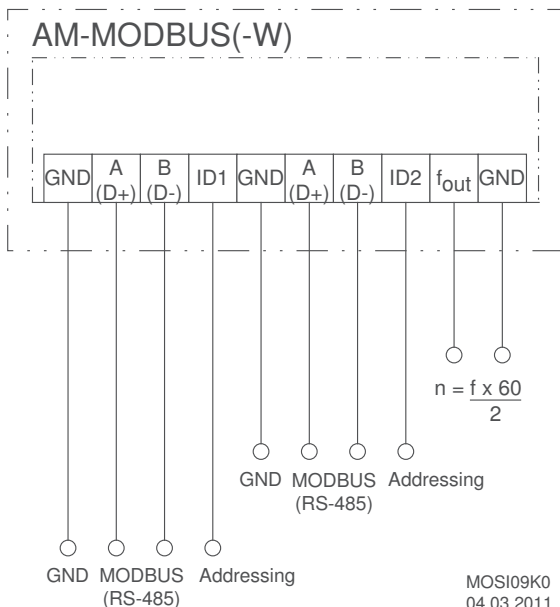 AM-MODBUS(-W)
GND A (D+) B (D-) ID1 GND A (D+) B (D-) ID2 fout GND
n = f x 60
2
GND MODBUS Addressing
(RS-485)
GND MODBUS Addressing
(RS-485)
MOSI09K0
04.03.2011